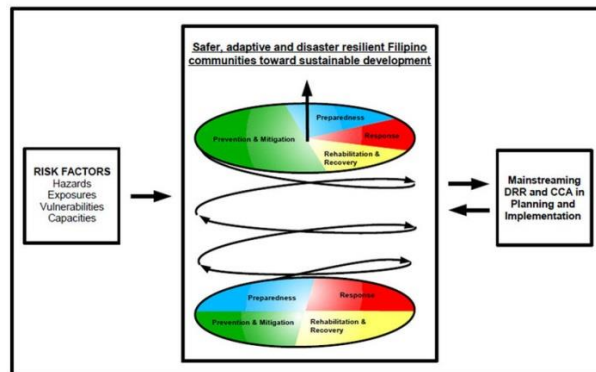 Safer, adaptive and disaster resilient Filipino
communities toward sustainable development
Preparedness
Prevention & Mitigation
Response
Rehabilitation &
Recovery
RISK FACTORS
Hazards
Exposures
Vulnerabilities
Capacities
Mainstreaming
DRR and CCA in
Planning and
Implementation
Preparedness
Response
Prevention & Mitigation
Rehabilitation &
Recovery